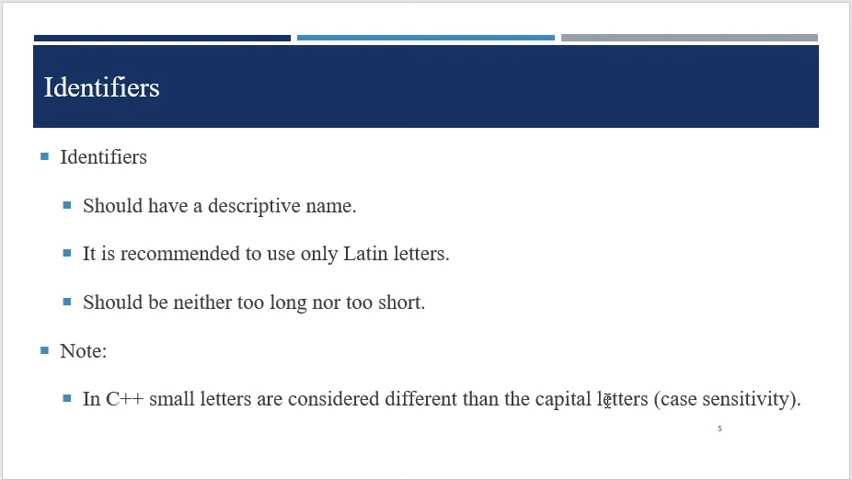 Identifiers
Identifiers
Should have a descriptive name.
It is recommended to use only Latin letters.
Should be neither too long nor too short.
Note:
In C++ small letters are considered different than the capital letters (case sensitivity).
5